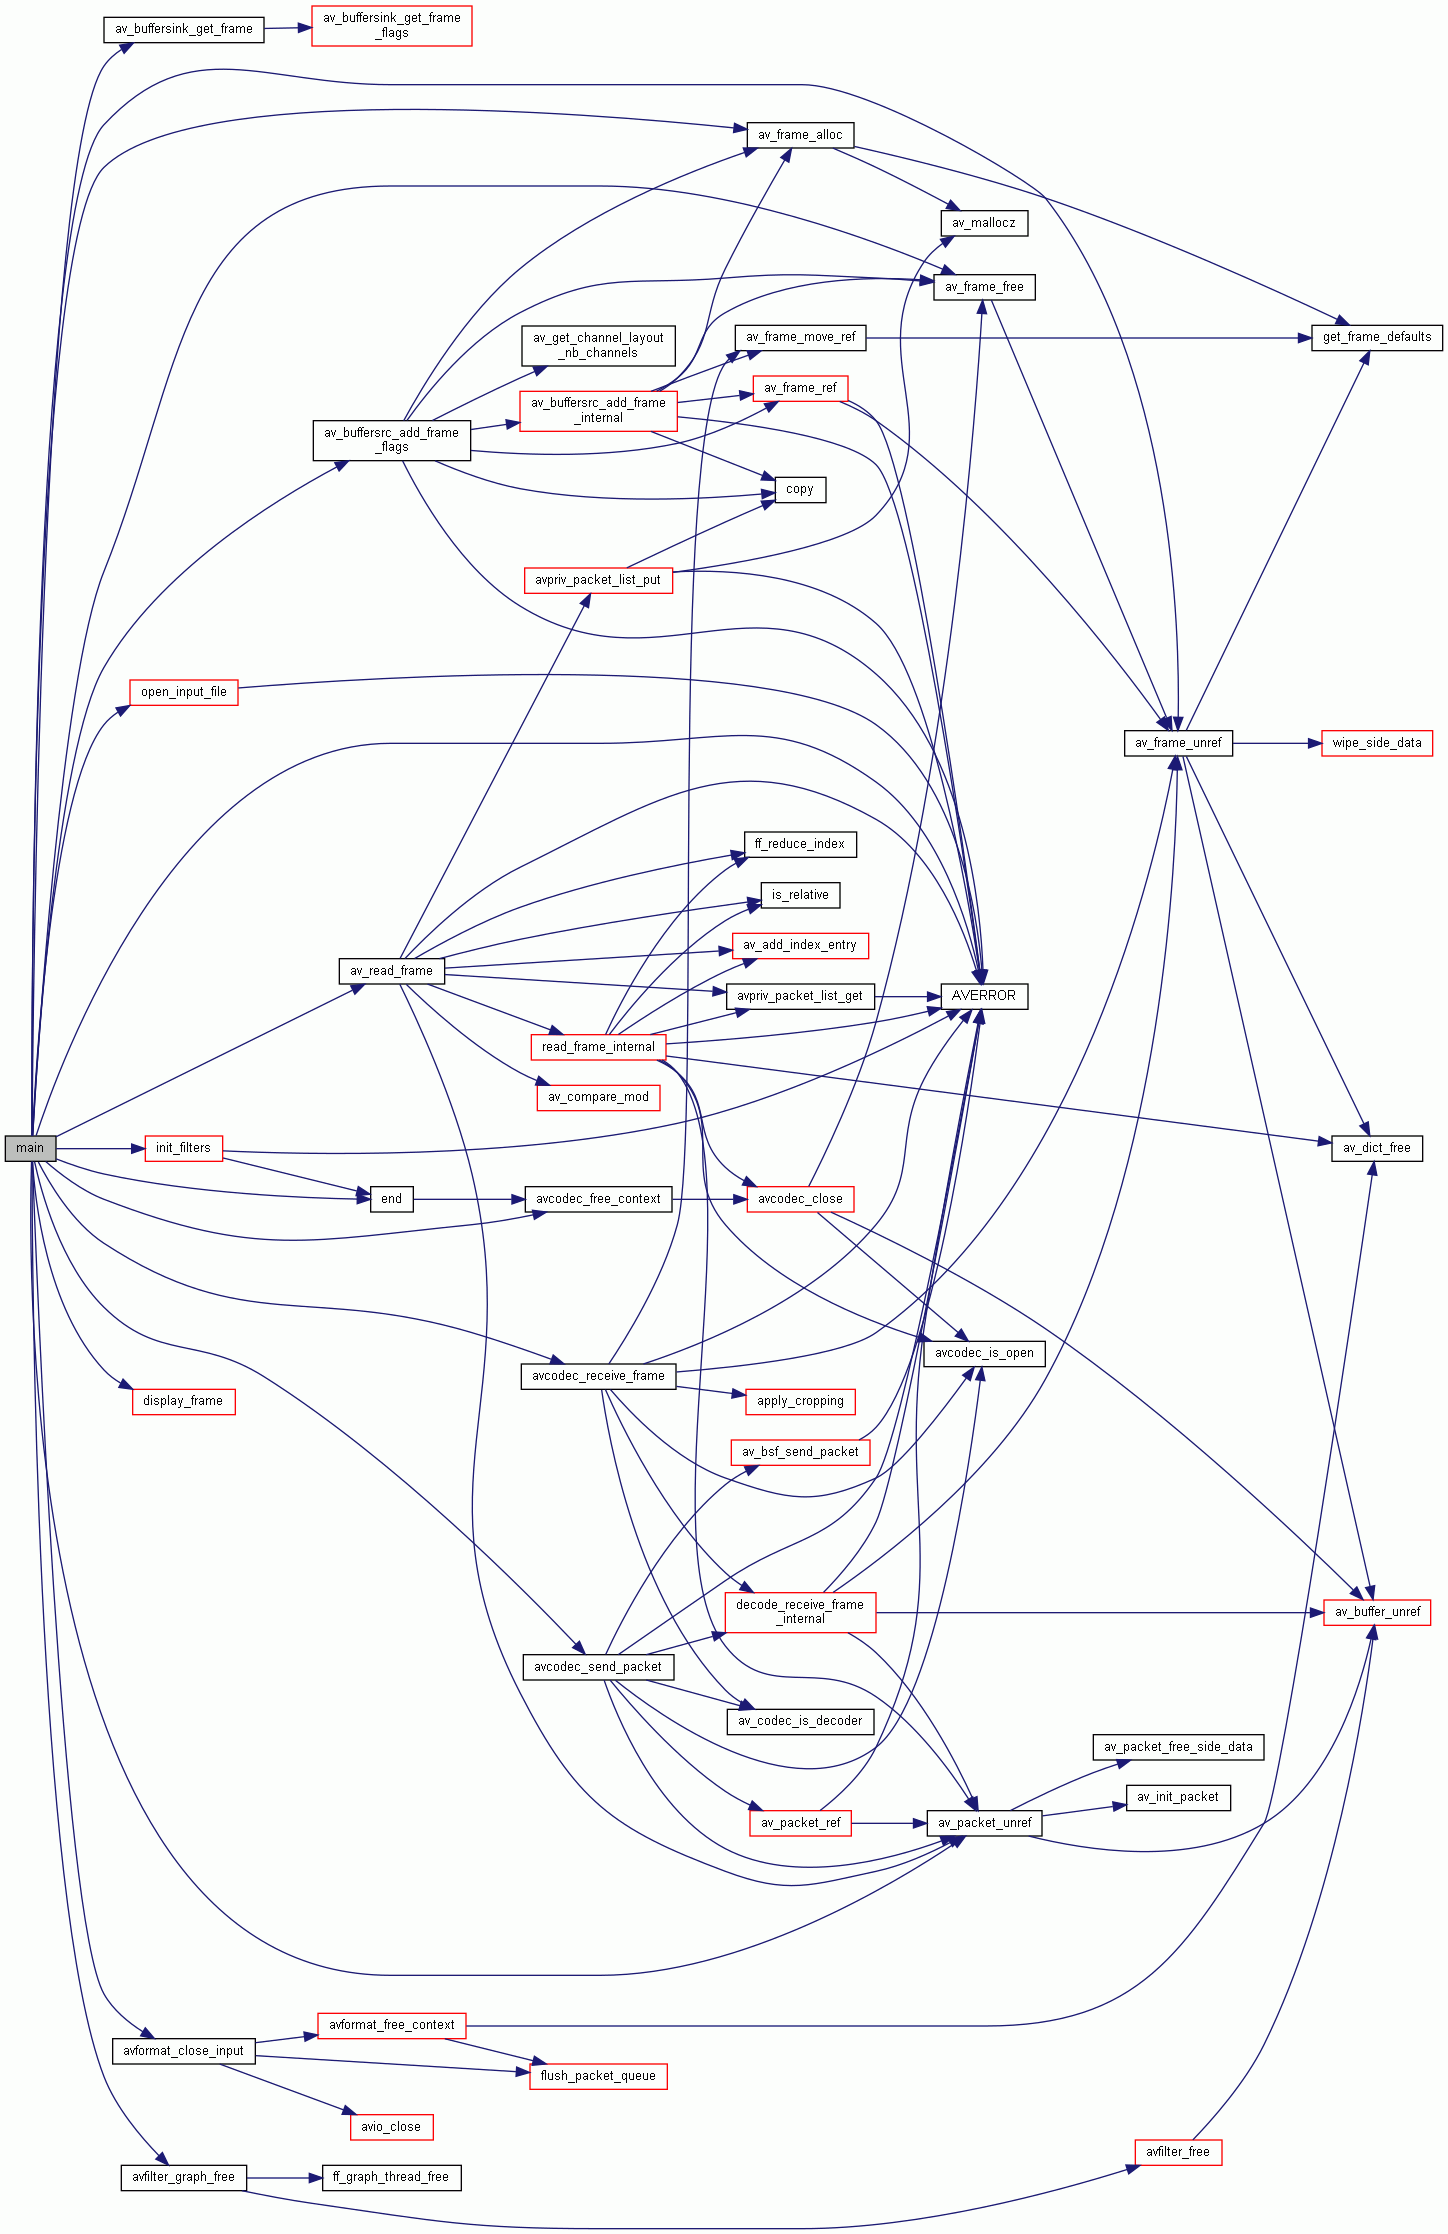 av_buffersink_get_frame
av_buffersink_get_frame
_flags
av_frame_alloc
av_mallocz
av_frame_free
av_get_channel_layout
_nb_channels
av_frame_move_ref
get_frame_defaults
av_frame_ref
av_buffersrc_add_frame
_internal
av_buffersrc_add_frame
_flags
copy
avpriv_packet_list_put
open_input_file
av_frame_unref
wipe_side_data
ff_reduce_index
is_relative
av_add_index_entry
av_read_frame
avpriv_packet_list_get
AVERROR
read_frame_internal
av_compare_mod
main
init_filters
av_dict_free
end
avcodec_free_context
avcodec_close
avcodec_is_open
avcodec_receive_frame
display_frame
apply_cropping
av_bsf_send_packet
decode_receive_frame
_internal
av_buffer_unref
avcodec_send_packet
av_codec_is_decoder
av_packet_free_side_data
av_init_packet
av_packet_ref
av_packet_unref
avformat_free_context
avformat_close_input
flush_packet_queue
avio_close
avfilter_free
avfilter_graph_free
ff_graph_thread_free